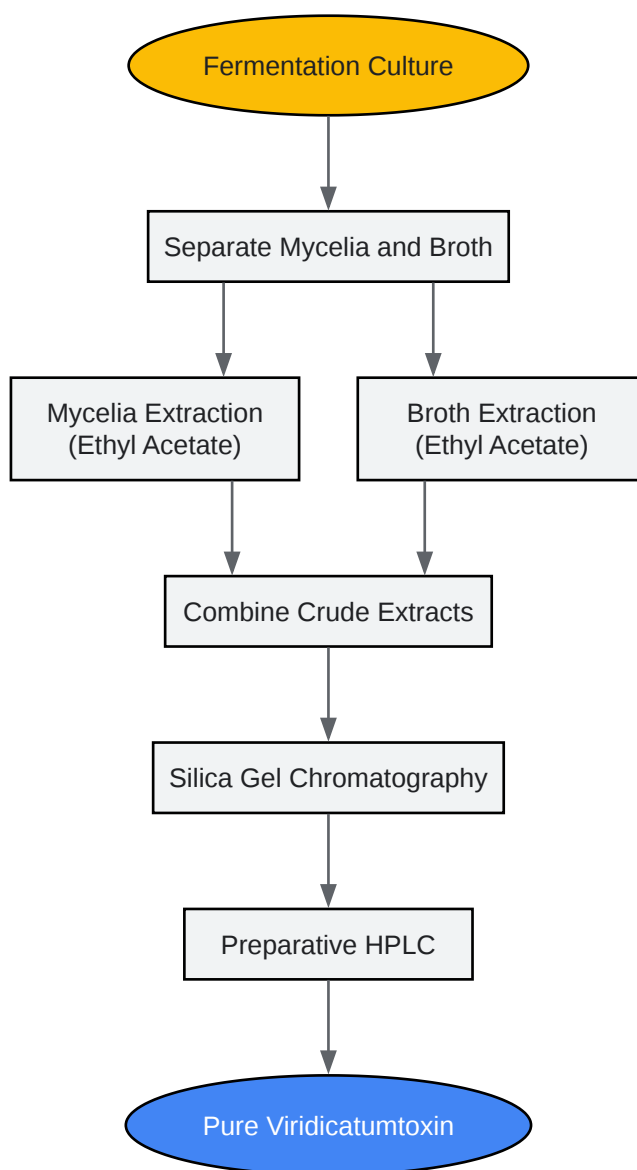 Fermentation Culture
Separate Mycelia and Broth
Mycelia Extraction
(Ethyl Acetate)
Broth Extraction
(Ethyl Acetate)
Combine Crude Extracts
Silica Gel Chromatography
Preparative HPLC
Pure Viridicatumtoxin